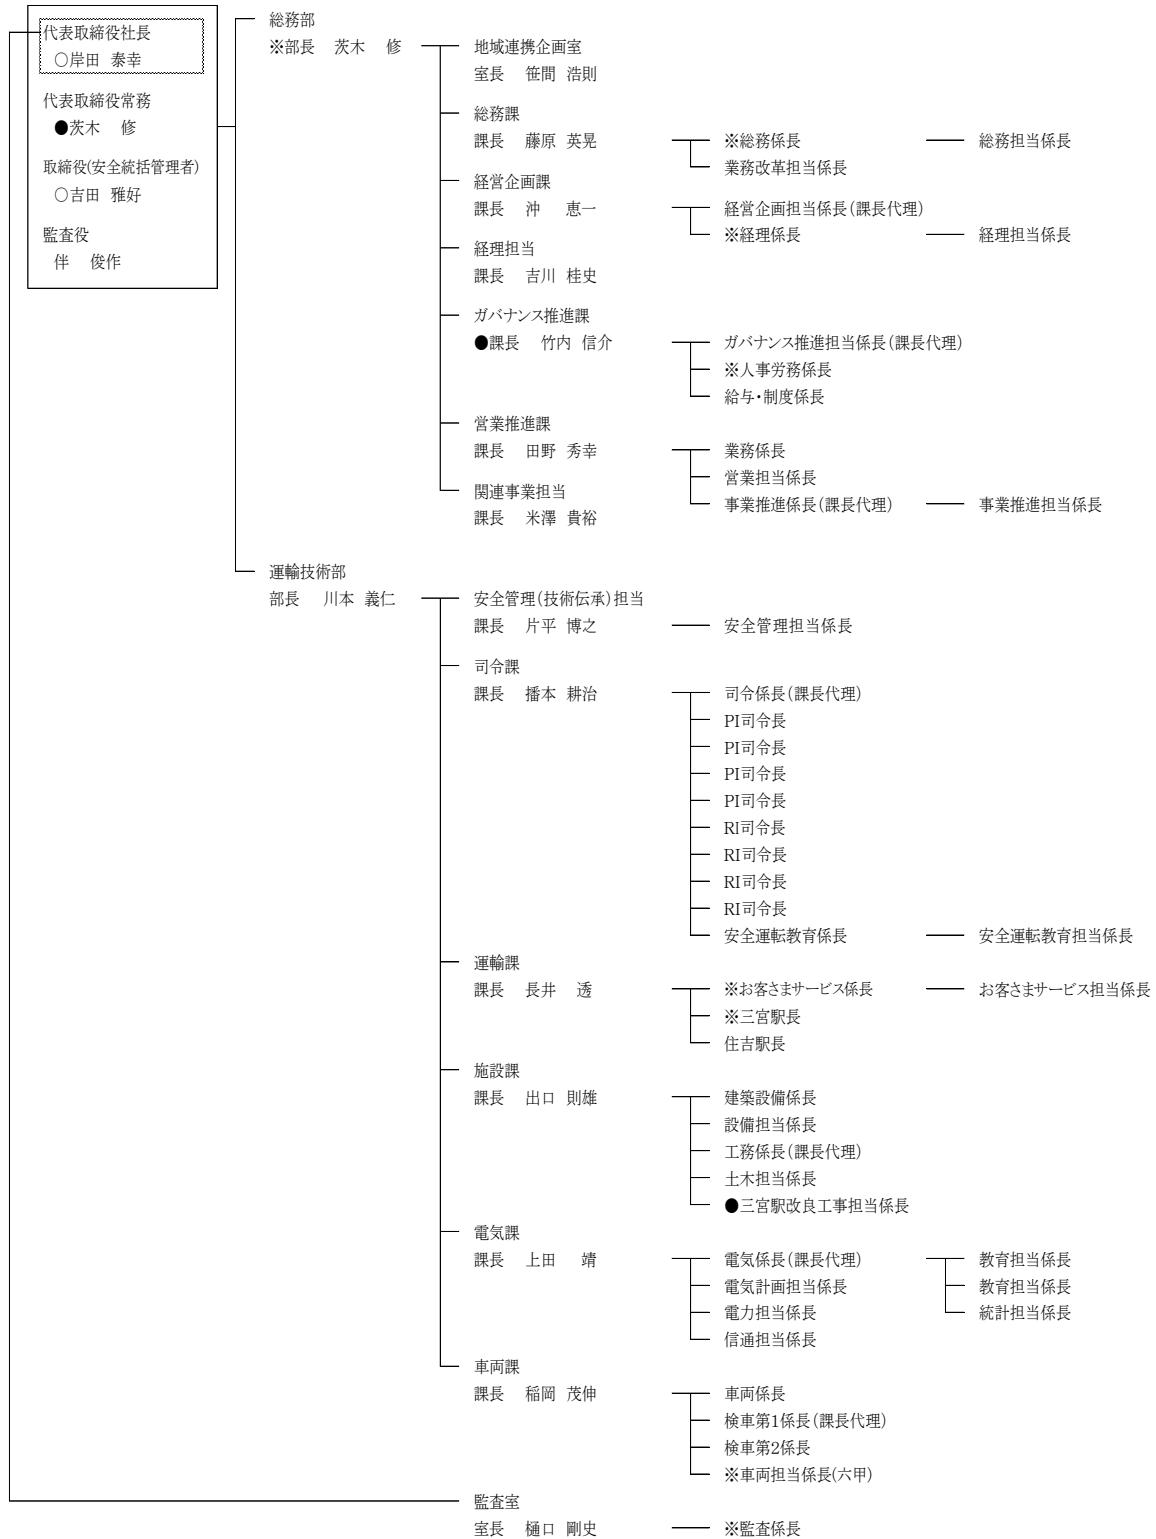 代表取締役社長
○岸田 泰幸
代表取締役常務
●茨木 修
取締役(安全統括管理者)
○吉田 雅好
監査役
伴 俊作
総務部
※部長 茨木 修
地域連携企画室
室長 笹間 浩則
総務課
課長 藤原 英晃
※総務係長
総務担当係長
業務改革担当係長
経営企画課
課長 沖 恵一
経営企画担当係長(課長代理)
※経理係長
経理担当係長
経理担当
課長 吉川 桂史
ガバナンス推進課
●課長 竹内 信介
ガバナンス推進担当係長(課長代理)
※人事労務係長
給与・制度係長
営業推進課
課長 田野 秀幸
業務係長
営業担当係長
事業推進係長(課長代理)
事業推進担当係長
関連事業担当
課長 米澤 貴裕
運輸技術部
部長 川本 義仁
安全管理(技術伝承)担当
課長 片平 博之
安全管理担当係長
司令課
課長 播本 耕治
司令係長(課長代理)
PI司令長
PI司令長
PI司令長
PI司令長
RI司令長
RI司令長
RI司令長
RI司令長
安全運転教育係長
安全運転教育担当係長
運輸課
課長 長井 透
※お客さまサービス係長
お客さまサービス担当係長
※三宮駅長
住吉駅長
施設課
課長 出口 則雄
建築設備係長
設備担当係長
工務係長(課長代理)
土木担当係長
●三宮駅改良工事担当係長
電気課
課長 上田 靖
電気係長(課長代理)
教育担当係長
電気計画担当係長
教育担当係長
電力担当係長
統計担当係長
信通担当係長
車両課
課長 稲岡 茂伸
車両係長
検車第1係長(課長代理)
検車第2係長
※車両担当係長(六甲)
監査室
室長 樋口 剛史
※監査係長